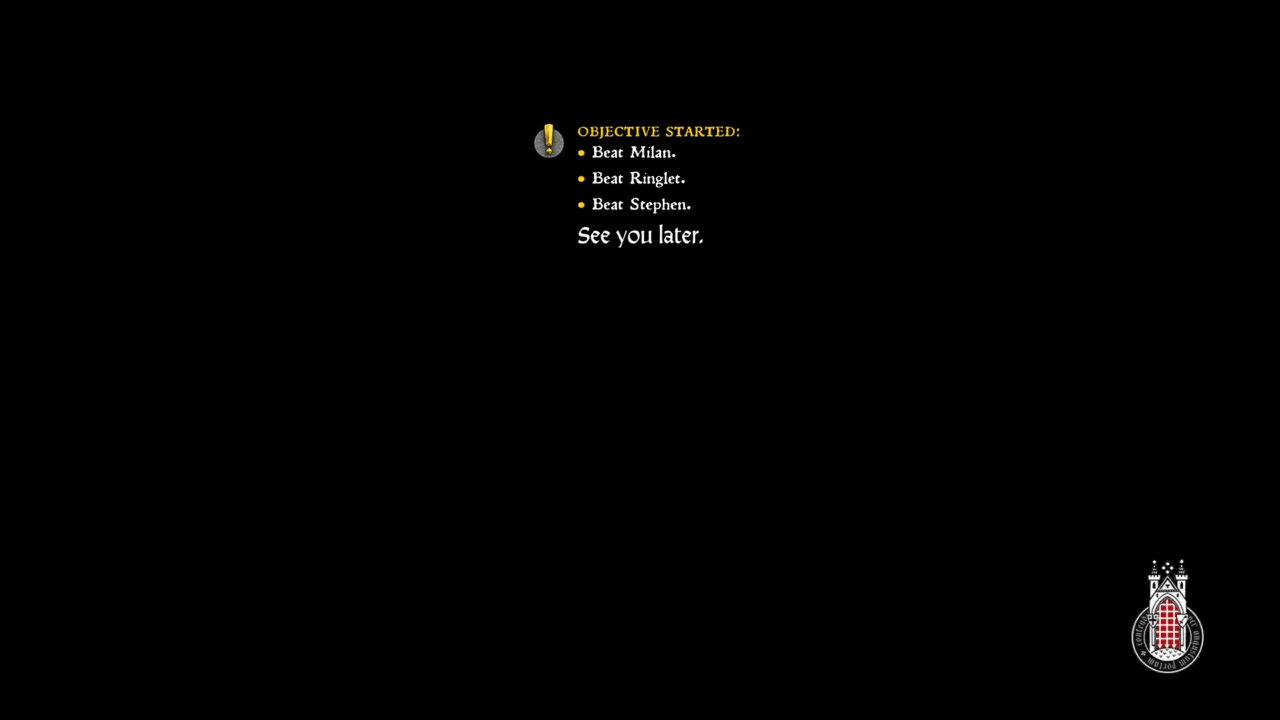 OBJECTIVE STARTED:
Beat Milan.
Beat Ringlet.
Beat Stephen.
See you later.